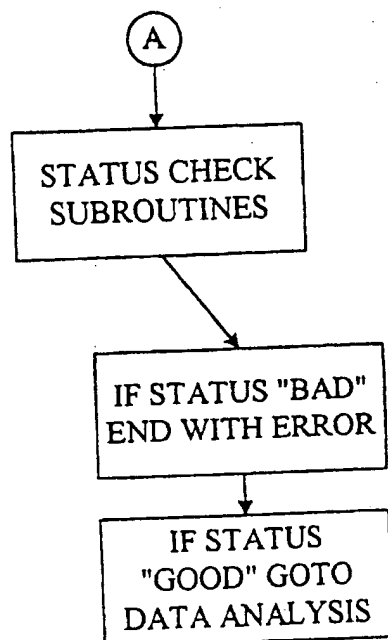 A
STATUS CHECK
SUBROUTINES
IF STATUS "BAD"
END WITH ERROR
IF STATUS
"GOOD" GOTO
DATA ANALYSIS